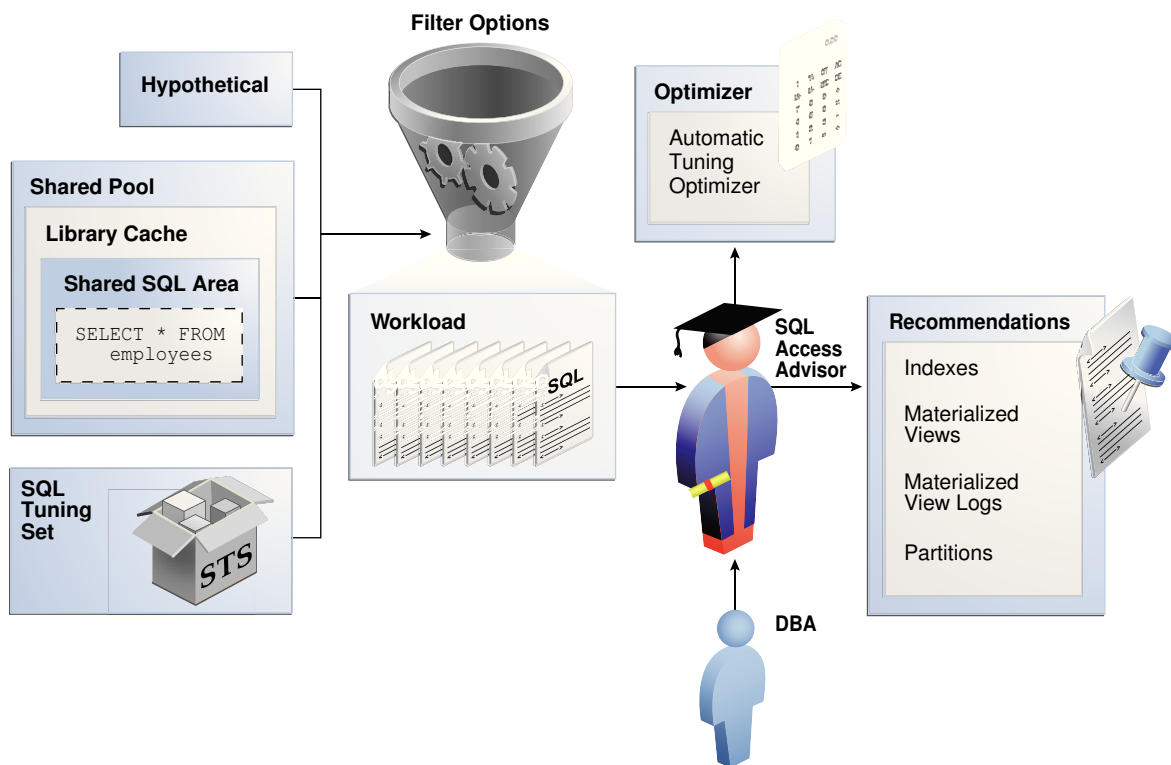 Filter Options
Hypothetical
Shared Pool
Library Cache
Shared SQL Area
SELECT * FROM
employees
SQL
Tuning
Set
STS
Workload
SQL
Optimizer
Automatic
Tuning
Optimizer
SQL
Access
Advisor
DBA
Recommendations
Indexes
Materialized
Views
Materialized
View Logs
Partitions